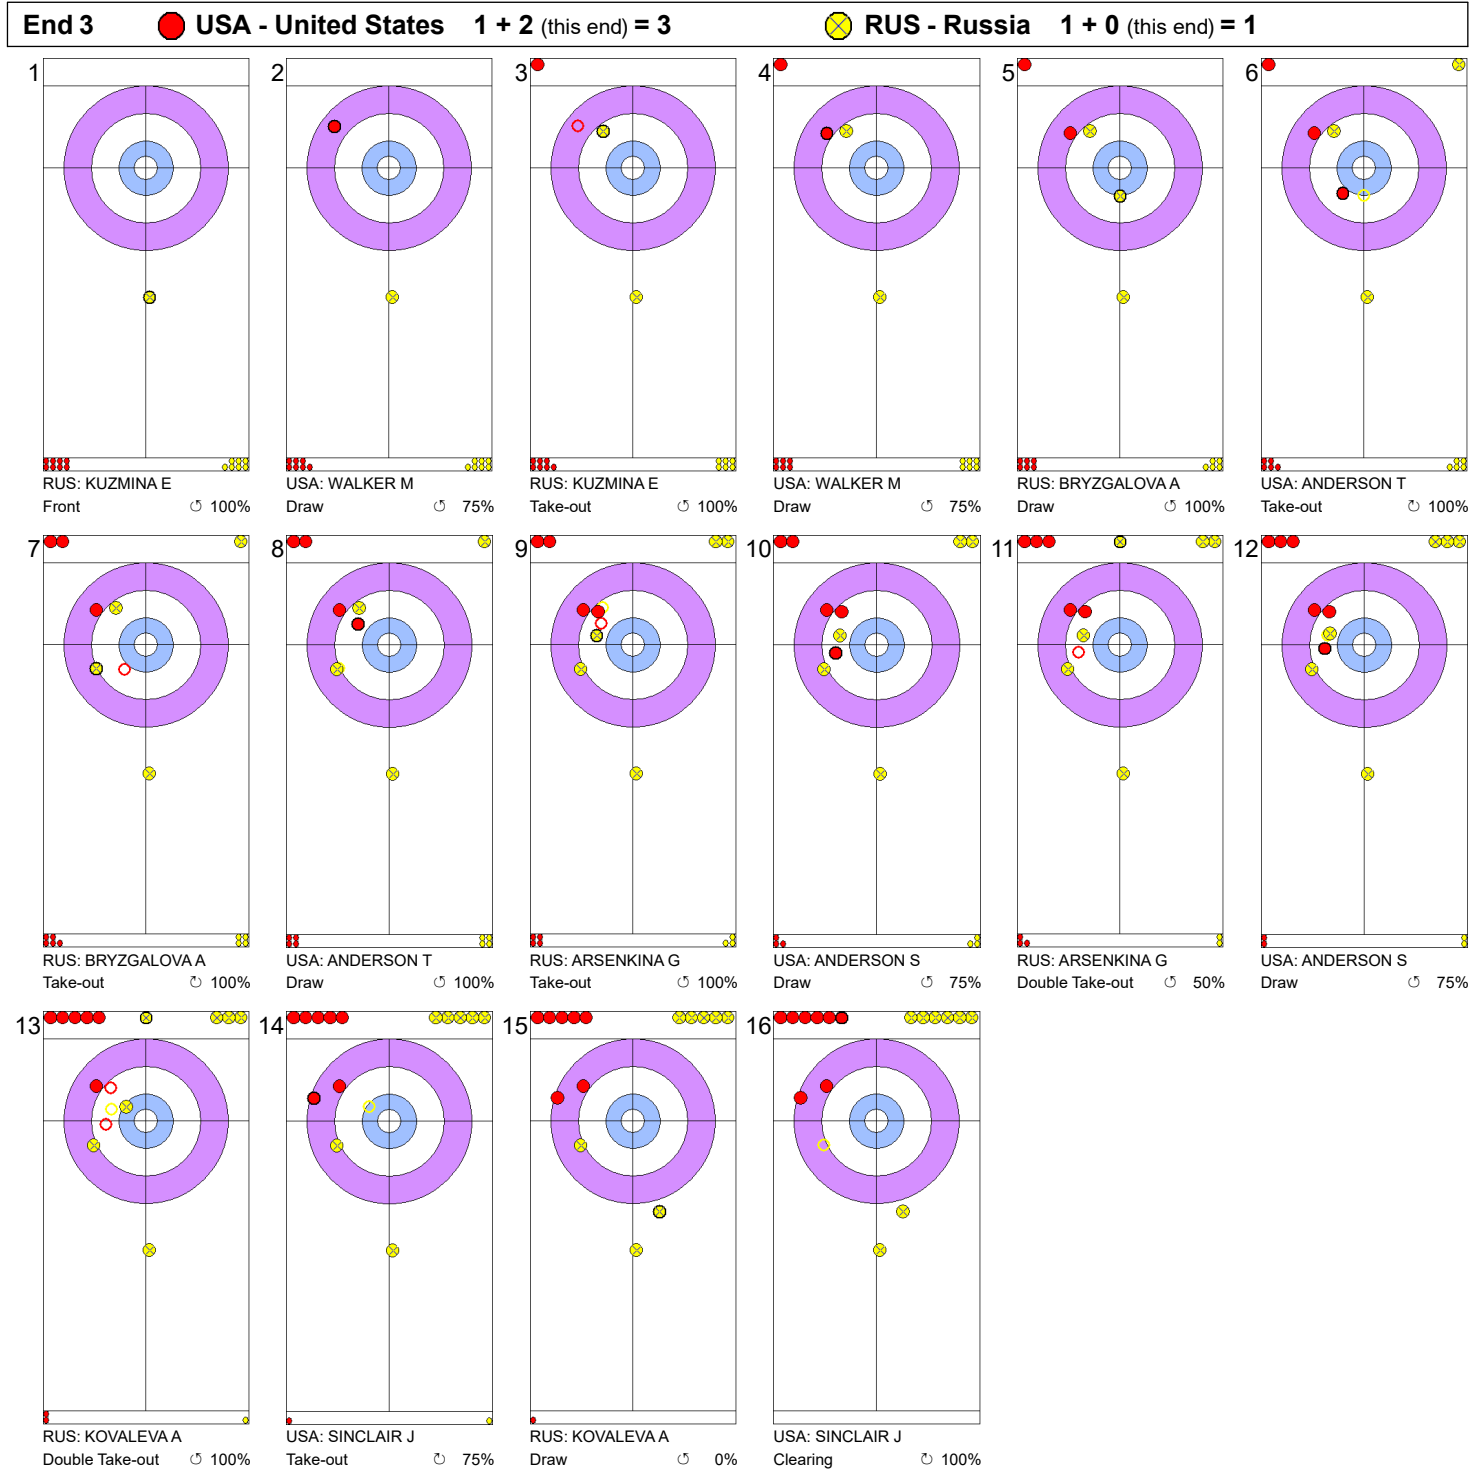 End 3 USA - United States 1 + 2 (this end) = 3 RUS - Russia 1 + 0 (this end) = 1
1 2 3 4 5 6
RUS: KUZMINA E USA: WALKER M RUS: KUZMINA E USA: WALKER M RUS: BRYZGALOVA A USA: ANDERSON T
Front ↺ 100% Draw ↺ 75% Take-out ↺ 100% Draw ↺ 75% Draw ↺ 100% Take-out ↻ 100%
7 8 9 10 11 12
RUS: BRYZGALOVA A USA: ANDERSON T RUS: ARSENKINA G USA: ANDERSON S RUS: ARSENKINA G USA: ANDERSON S
Take-out ↻ 100% Draw ↺ 100% Take-out ↺ 100% Draw ↺ 75% Double Take-out ↺ 50% Draw ↺ 75%
13 14 15 16
RUS: KOVALEVA A USA: SINCLAIR J RUS: KOVALEVA A USA: SINCLAIR J
Double Take-out ↺ 100% Take-out ↻ 75% Draw ↺ 0% Clearing ↻ 100%